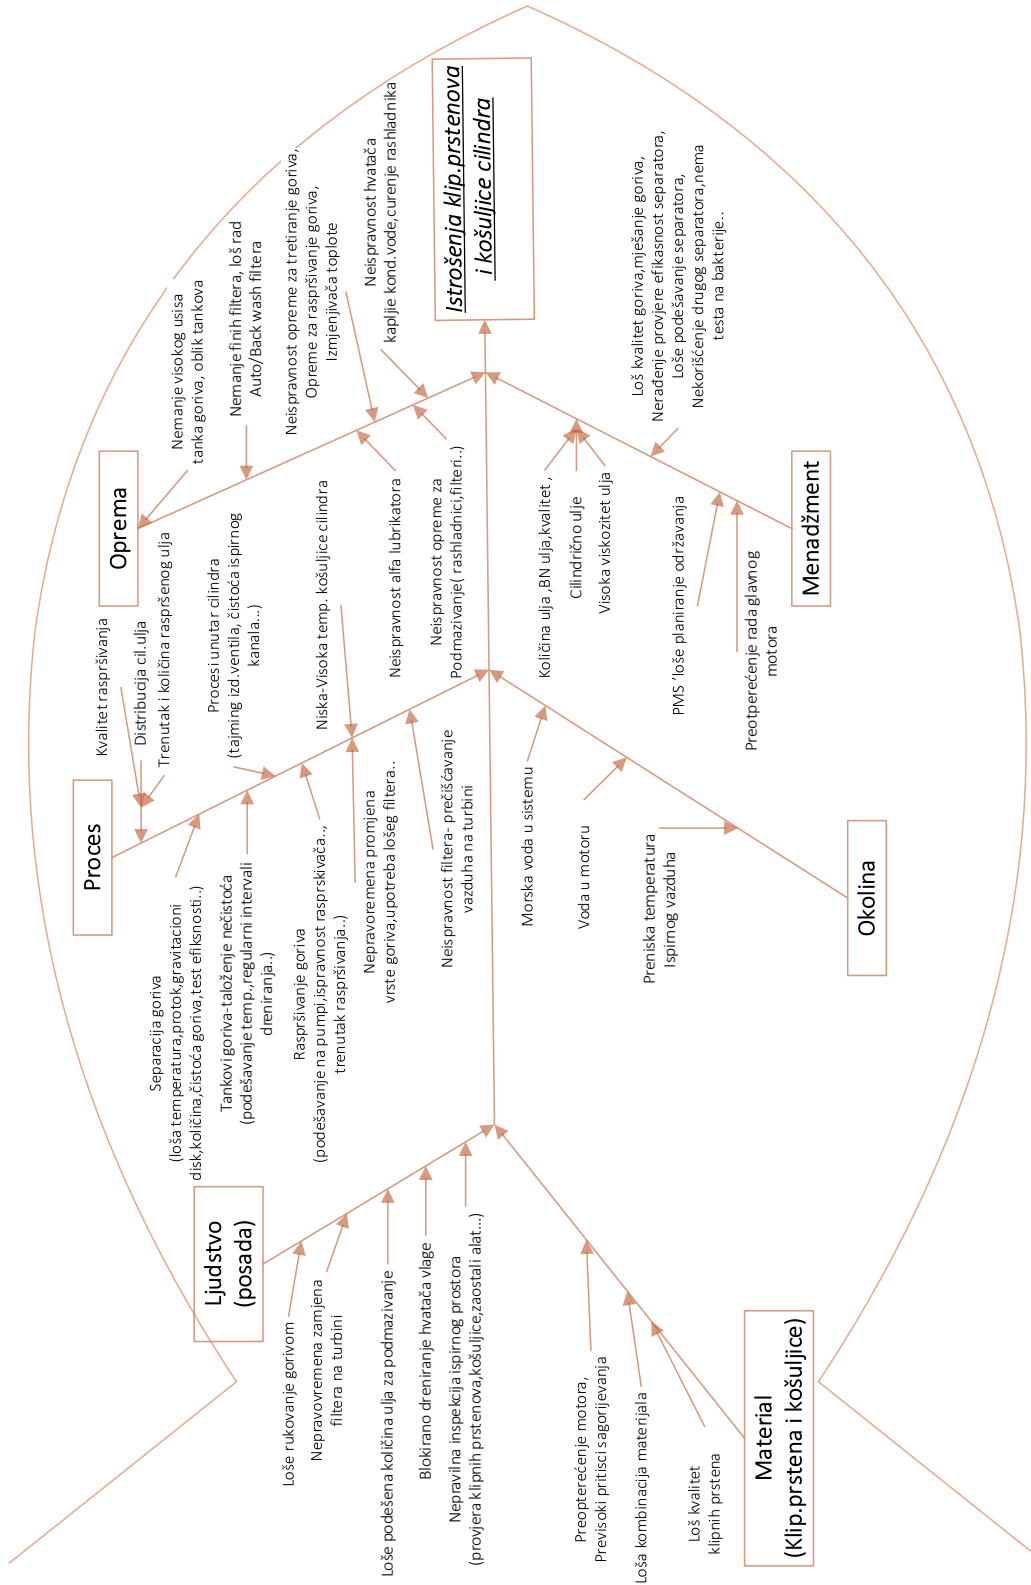 Ljudstvo
(posada)
Loše rukovanje gorivom
Nepravovremena zamjena
filtera na turbini
Loše podešena količina ulja za podmazivanje
Blokirano dreniranje hvatača vlage
Nepravilna inspekcija ispirnog prostora
(provjera klipnih prstenova,košuljice,zaostali alat...)
Proces
Kvalitet raspršivanja
Distribucija cil.ulja
Trenutak i količina raspršenog ulja
Procesi unutar cilindra
(tajming izd.ventila, čistoća ispirnog
kanala...)
Niska-Visoka temp. košuljice cilindra
Separacija goriva
(loša temperatura,protok,gravitacioni
disk,količina,čistoća goriva,test efiksnosti..)
Tankovi goriva-taloženje nečistoća
(podešavanje temp.,regularni intervali
dreniranja..)
Raspršivanje goriva
(podešavanje na pumpi,ispravnost rasprskivača..,
trenutak raspršivanja..)
Nepravoremena promjena
vrste goriva,upotreba lošeg filtera..
Neispravnost filtera- prečišćavanje
vazduha na turbini
Oprema
Nemanje visokog usisa
tanka goriva, oblik tankova
Nemanje finih filtera, loš rad
Auto/Back wash filtera
Neispravnost opreme za tretiranje goriva,
Opreme za raspršivanje goriva,
Izmjenjivača toplote
Neispravnost hvatača
kapljie kond.vode,curenje rashladnika
Neispravnost alfa lubrikatora
Neispravnost opreme za
Podmazivanje( rashladnici,filteri..)
Istrošenja klip.prstenova
i košuljice cilindra
Material
(Klip.prstena i košuljice)
Preopterećenje motora,
Previsoki pritisci sagorijevanja
Loša kombinacija materijala
Loš kvalitet
klipnih prstena
Okolina
Morska voda u sistemu
Voda u motoru
Preniska temperatura
Ispirnog vazduha
Menadžment
Količina ulja ,BN ulja,kvalitet ,
Cilindrično ulje
Visoka viskozitet ulja
PMS ’loše planiranje održavanja
Preotperećenje rada glavnog
motora
Loš kvalitet goriva,mješanje goriva,
Nerađenje provjere efikasnost separatora,
Loše podešavanje separatora,
Nekorišćenje drugog separatora,nema
testa na bakterije..